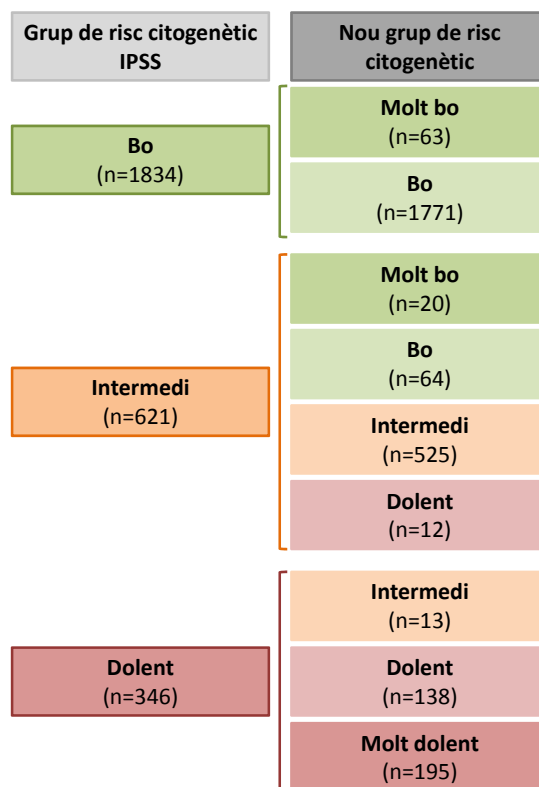 Grup de risc citogenètic
IPSS
Nou grup de risc
citogenètic
Bo
(n=1834)
Molt bo
(n=63)
Bo
(n=1771)
Intermedi
(n=621)
Molt bo
(n=20)
Bo
(n=64)
Intermedi
(n=525)
Dolent
(n=12)
Dolent
(n=346)
Intermedi
(n=13)
Dolent
(n=138)
Molt dolent
(n=195)